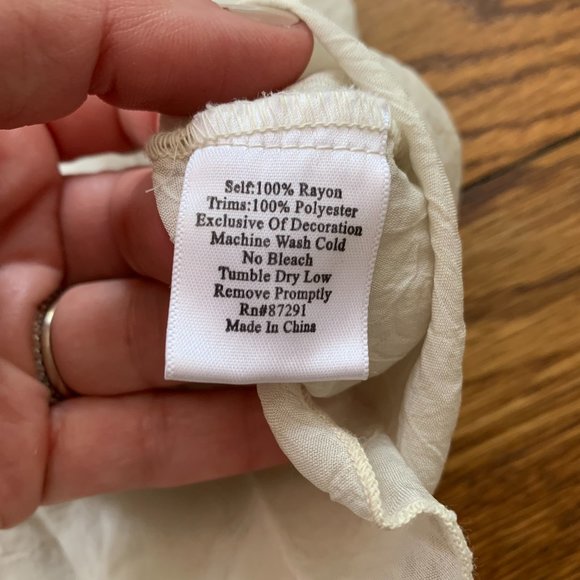 Self:100% Rayon
Trims:100% Polyester
Exclusive Of Decoration
Machine Wash Cold
No Bleach
Tumble Dry Low
Remove Promptly
Rn#87291
Made In China